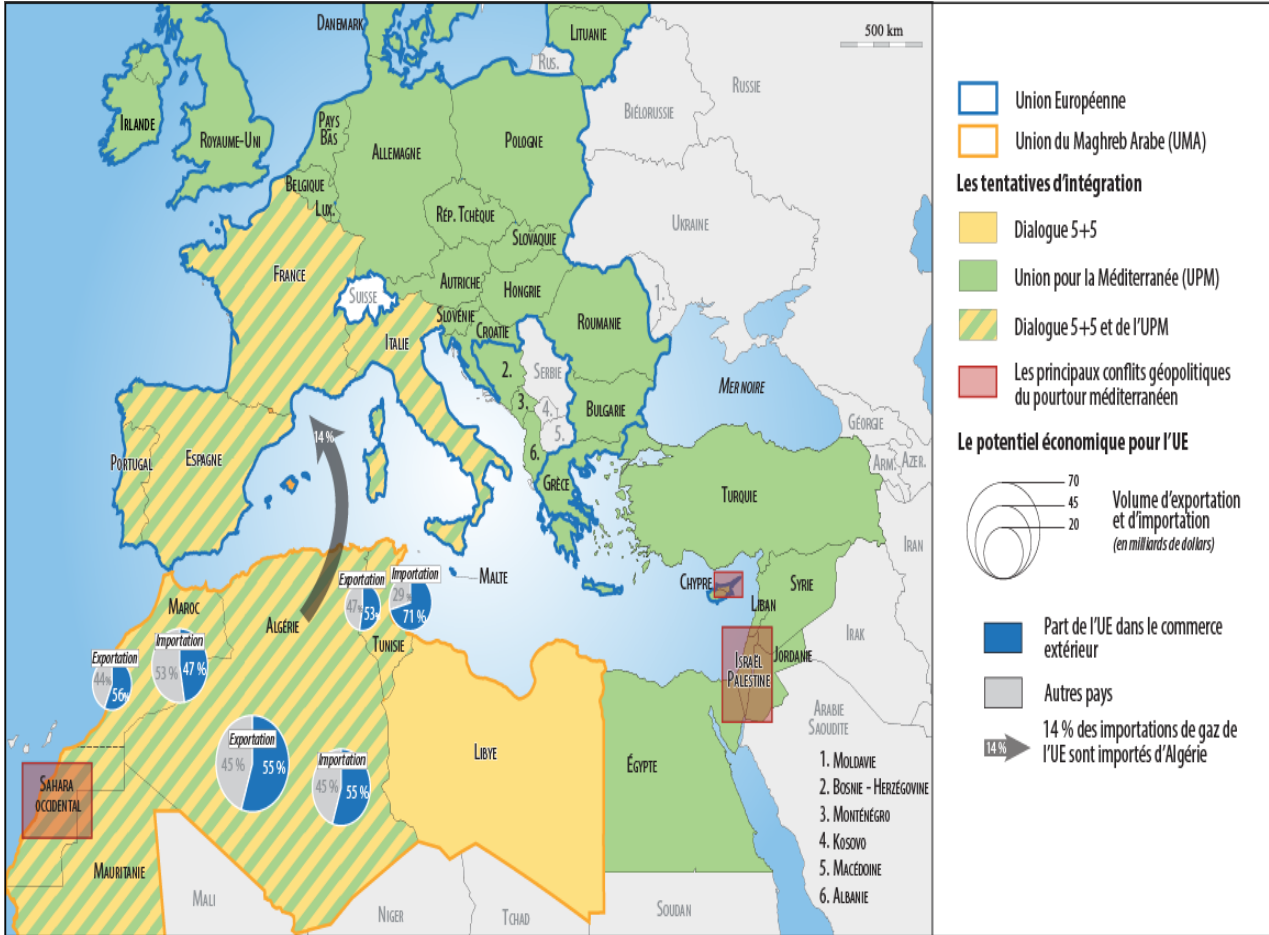 DANEMARK
LITUANIE
500 km
RUS.
RUSSIE
BIÉLORUSSIE
IRLANDE
ROYAUME-UNI
PAYS
BAS
ALLEMAGNE
POLOGNE
BELGIQUE
LUX.
RÉP. TCHÈQUE
UKRAINE
SLOVAQUIE
FRANCE
AUTRICHE
HONGRIE
1.
SUISSE
SLOVÉNIE
ROUMANIE
CROATIE
ITALIE
2.
SERBIE
MER NOIRE
3.
4.
BULGARIE
5.
GÉORGIE
14 %
PORTUGAL
ESPAGNE
6.
ARM.
AZER.
GRÈCE
TURQUIE
IRAN
MALTE
CHYPRE
SYRIE
LIBAN
IRAK
MAROC
ALGÉRIE
Exportation
47 %
53%
Importation
29 %
71 %
TUNISIE
JORDANIE
ISRAËL
PALESTINE
Exportation
44%
56%
Importation
53 %
47 %
ARABIE
SAOUDITE
Exportation
45 %
55 %
Importation
45 %
55 %
LIBYE
ÉGYPTE
SAHARA
OCCIDENTAL
MAURITANIE
MALI
NIGER
TCHAD
SOUDAN
1. MOLDAVIE
2. BOSNIE - HERZÉGOVINE
3. MONTÉNÉGRO
4. KOSOVO
5. MACÉDOINE
6. ALBANIE
Union Européenne
Union du Maghreb Arabe (UMA)
Les tentatives d'intégration
Dialogue 5+5
Union pour la Méditerranée (UPM)
Dialogue 5+5 et de l'UPM
Les principaux conflits géopolitiques
du pourtour méditerranéen
Le potentiel économique pour l'UE
70
45
20
Volume d'exportation
et d'importation
(en milliards de dollars)
Part de l'UE dans le commerce
extérieur
Autres pays
14 %
14 % des importations de gaz de
l'UE sont importés d'Algérie